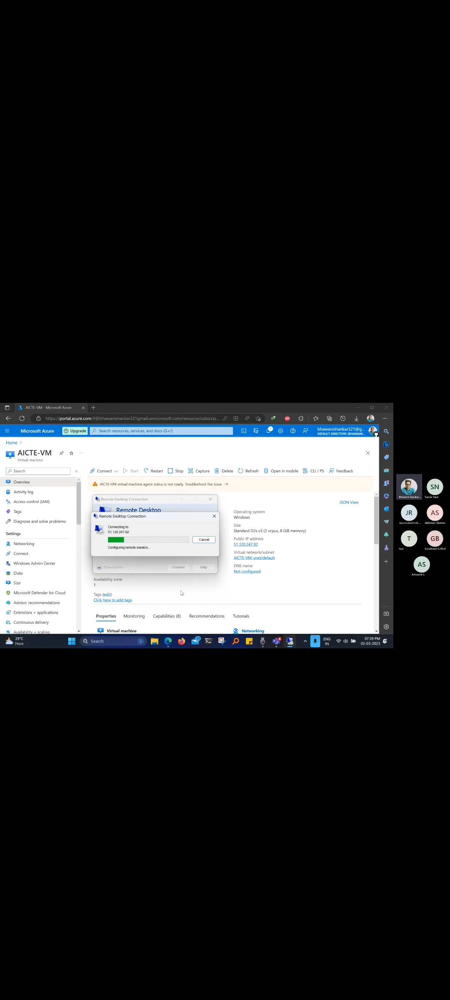 AICTE-VM - Microsoft Azure
https://portal.azure.com/#@bhawanishankar321gmail.onmicrosoft.com/resource/subscrip...
Microsoft Azure
Upgrade
Search resources, services, and docs (G+/)
1
bhawanishankar321@g...
DEFAULT DIRECTORY (BHAWANI...
Home >
AICTE-VM
Virtual machine
Search
Connect
Start
Restart
Stop
Capture
Delete
Refresh
Open in mobile
CLI / PS
Feedback
AICTE-VM virtual machine agent status is not ready. Troubleshoot the issue →
Overview
Activity log
Access control (IAM)
Tags
Diagnose and solve problems
Settings
Networking
Connect
Windows Admin Center
Disks
Size
Microsoft Defender for Cloud
Advisor recommendations
Extensions + applications
Continuous delivery
Availability + scaling
Remote Desktop Connection
Remote Desktop
Remote Desktop Connection
Connecting to:
51.120.247.92
Cancel
Configuring remote session...
Show Options
Connect
Help
JSON View
Operating system
Windows
Size
Standard D2s v3 (2 vcpus, 8 GiB memory)
Public IP address
51.120.247.92
Virtual network/subnet
AICTE-VM-vnet/default
DNS name
Not configured
Availability zone
1
Tags (edit)
Click here to add tags
Properties
Monitoring
Capabilities (8)
Recommendations
Tutorials
Virtual machine
Networking
Bhawani Shankar...
SN
Samar Naik
JR
Jaya prakash red...
AS
Abhishek Sharma
T
teja
GB
Gowthami G Bhat
AS
Ashwathi S
29°C
Haze
Search
13
4
ENG
IN
07:39 PM
02-03-2023
ABP